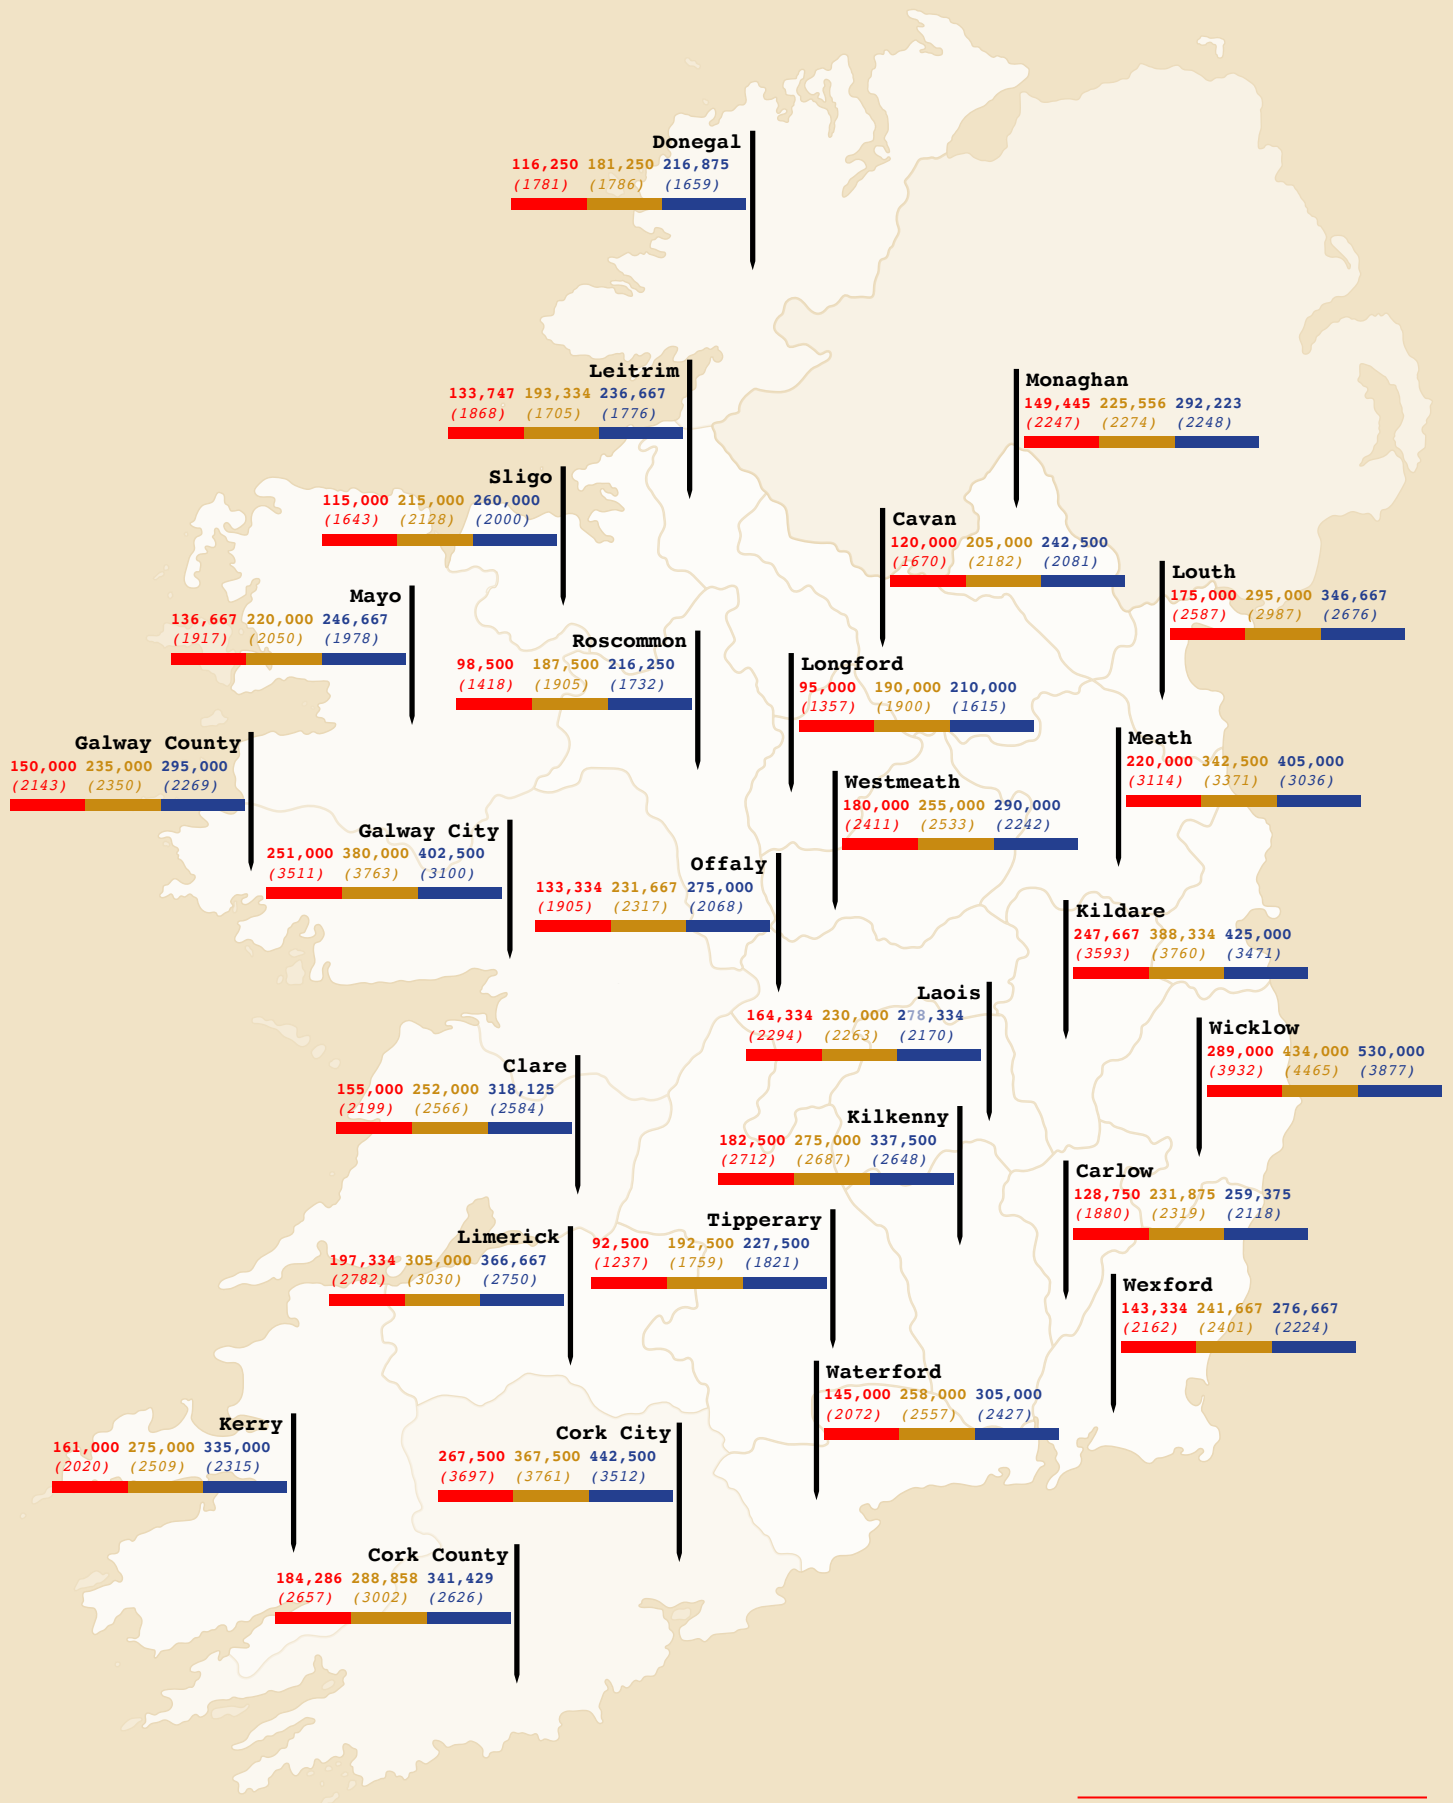 Donegal
116,250 181,250 216,875
(1781) (1786) (1659)
Leitrim
133,747 193,334 236,667
(1868) (1705) (1776)
Monaghan
149,445 225,556 292,223
(2247) (2274) (2248)
Sligo
115,000 215,000 260,000
(1643) (2128) (2000)
Cavan
120,000 205,000 242,500
(1670) (2182) (2081)
Louth
175,000 295,000 346,667
(2587) (2987) (2676)
Mayo
136,667 220,000 246,667
(1917) (2050) (1978)
Roscommon
98,500 187,500 216,250
(1418) (1905) (1732)
Longford
95,000 190,000 210,000
(1357) (1900) (1615)
Galway County
150,000 235,000 295,000
(2143) (2350) (2269)
Meath
220,000 342,500 405,000
(3114) (3371) (3036)
Westmeath
180,000 255,000 290,000
(2411) (2533) (2242)
Galway City
251,000 380,000 402,500
(3511) (3763) (3100)
Offaly
133,334 231,667 275,000
(1905) (2317) (2068)
Kildare
247,667 388,334 425,000
(3593) (3760) (3471)
Laois
164,334 230,000 278,334
(2294) (2263) (2170)
Wicklow
289,000 434,000 530,000
(3932) (4465) (3877)
Clare
155,000 252,000 318,125
(2199) (2566) (2584)
Kilkenny
182,500 275,000 337,500
(2712) (2687) (2648)
Carlow
128,750 231,875 259,375
(1880) (2319) (2118)
Limerick
197,334 305,000 366,667
(2782) (3030) (2750)
Tipperary
92,500 192,500 227,500
(1237) (1759) (1821)
Wexford
143,334 241,667 276,667
(2162) (2401) (2224)
Waterford
145,000 258,000 305,000
(2072) (2557) (2427)
Kerry
161,000 275,000 335,000
(2020) (2509) (2315)
Cork City
267,500 367,500 442,500
(3697) (3761) (3512)
Cork County
184,286 288,858 341,429
(2657) (3002) (2626)